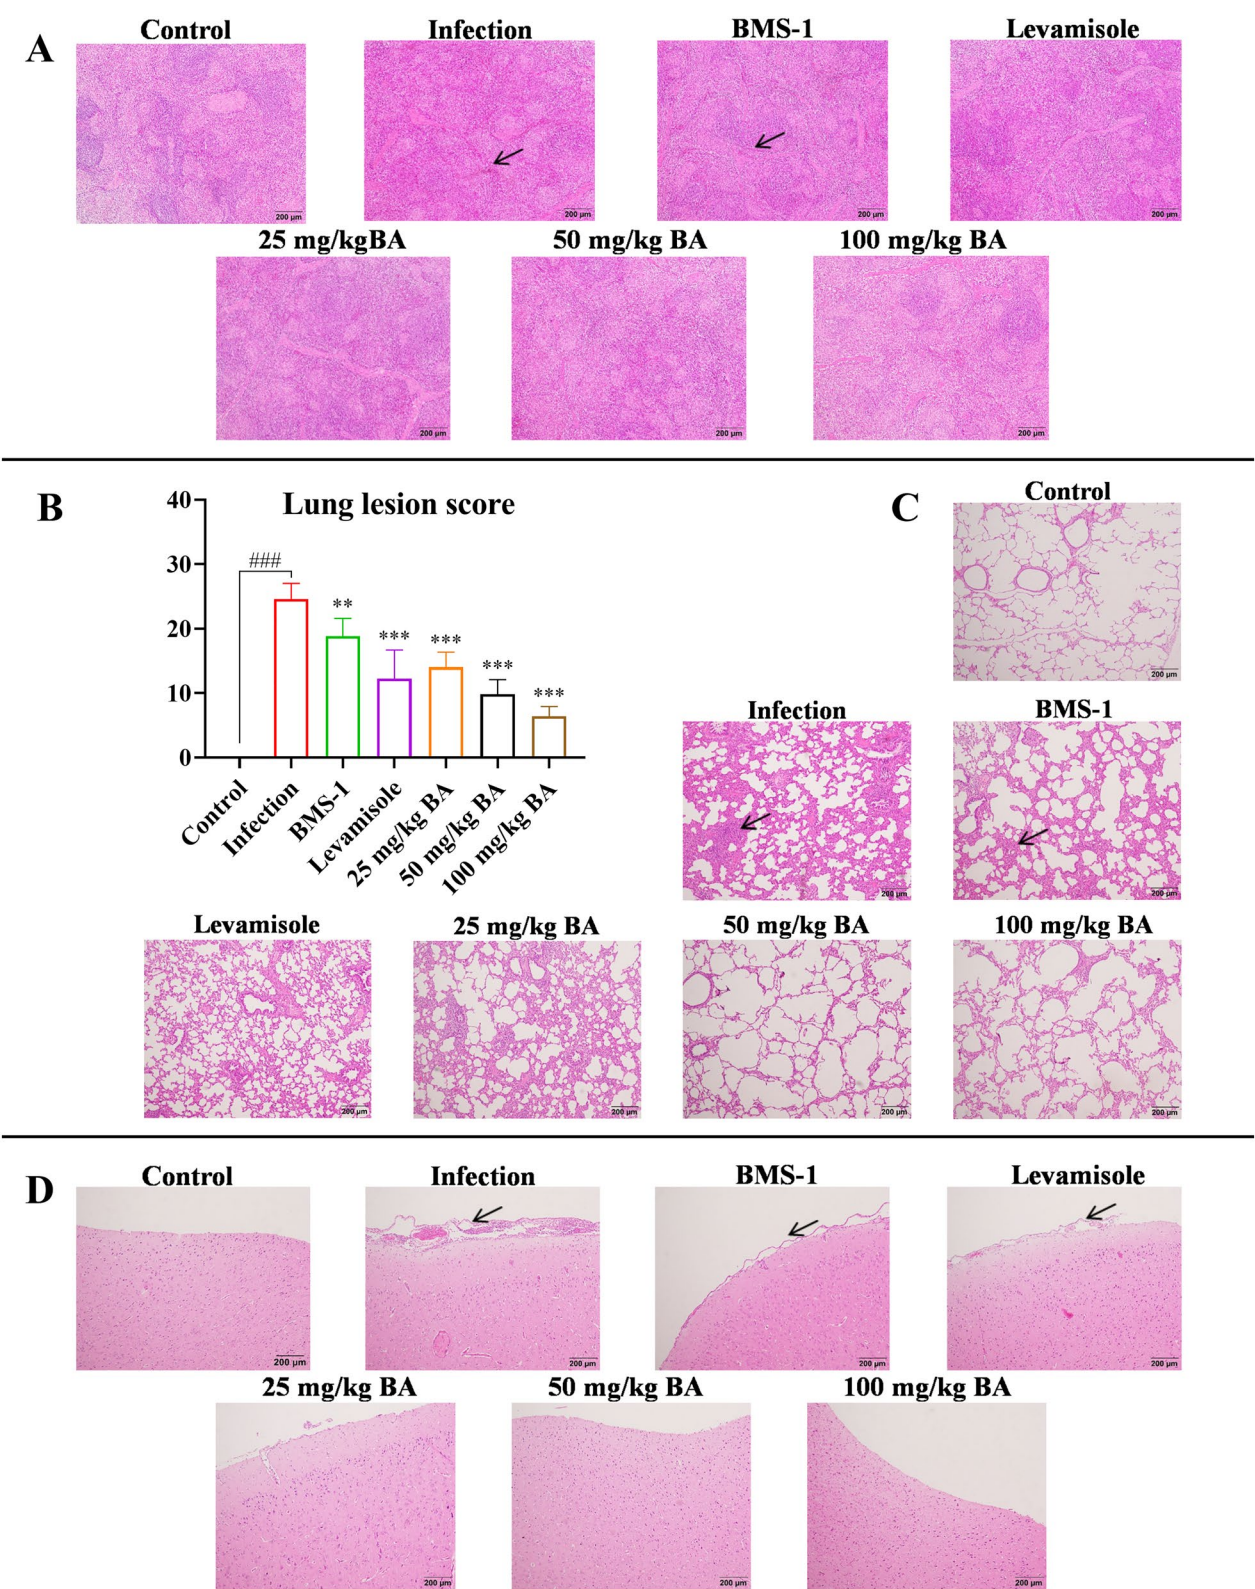 A
Control
Infection
BMS-1
Levamisole
200 µm
200 µm
200 µm
200 µm
25 mg/kgBA
50 mg/kg BA
100 mg/kg BA
200 µm
200 µm
200 µm
B
Lung lesion score
40
30
20
10
0
###
**
***
***
***
***
Control
Infection
BMS-1
Levamisole
25 mg/kg BA
50 mg/kg BA
100 mg/kg BA
C
Control
200 µm
Infection
BMS-1
200 µm
200 µm
Levamisole
25 mg/kg BA
50 mg/kg BA
100 mg/kg BA
200 µm
200 µm
200 µm
200 µm
D
Control
Infection
BMS-1
Levamisole
200 µm
200 µm
200 µm
200 µm
25 mg/kg BA
50 mg/kg BA
100 mg/kg BA
200 µm
200 µm
200 µm